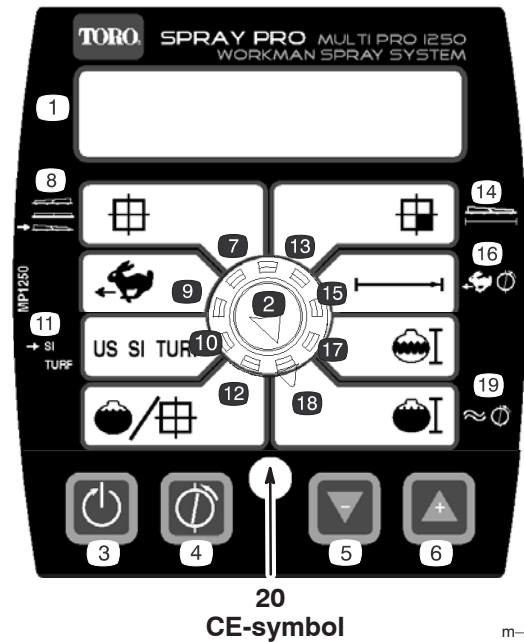 TORO. SPRAY PRO MULTI PRO 1250
WORKMAN SPRAY SYSTEM
1
8
14
7
13
16
MP1250
9
2
15
11
→ SI
TURF
US SI TURF
10
17
12
18
19
3
4
5
6
20
CE-symbol
m–